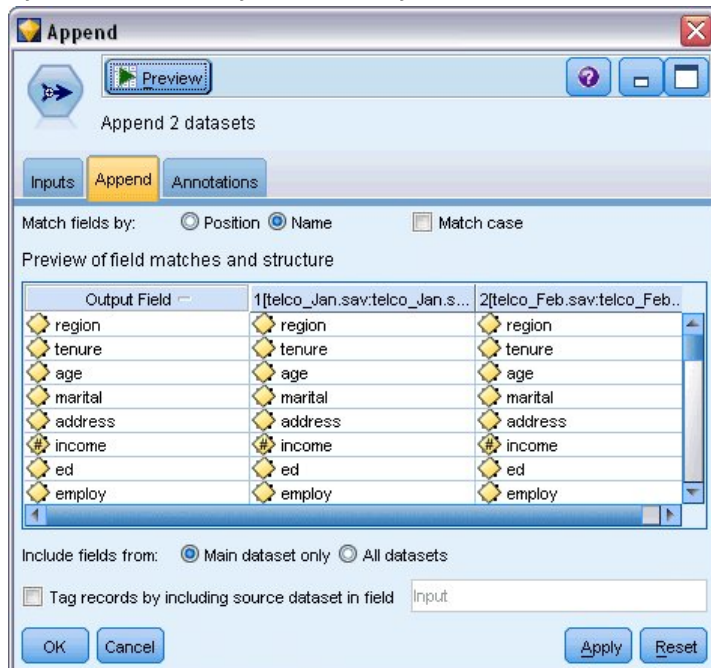 Append
Preview
Append 2 datasets
Inputs Append Annotations
Match fields by: Position Name Match case
Preview of field matches and structure
Output Field 1[telco_Jan.sav:telco_Jan.s... 2[telco_Feb.sav:telco_Feb..
region region region
tenure tenure tenure
age age age
marital marital marital
address address address
income income income
ed ed ed
employ employ employ
Include fields from: Main dataset only All datasets
Tag records by including source dataset in field Input
OK Cancel Apply Reset